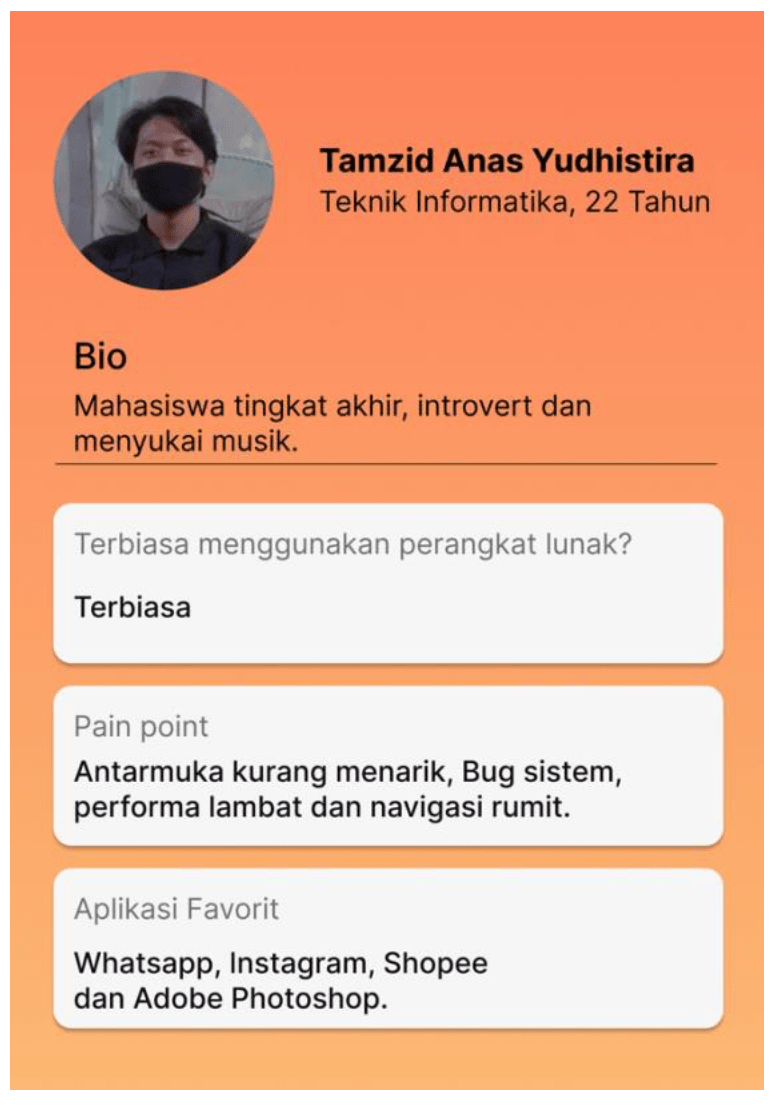 Tamzid Anas Yudhistira
Teknik Informatika, 22 Tahun
Bio
Mahasiswa tingkat akhir, introvert dan
menyukai musik.
Terbiasa menggunakan perangkat lunak?
Terbiasa
Pain point
Antarmuka kurang menarik, Bug sistem,
performa lambat dan navigasi rumit.
Aplikasi Favorit
Whatsapp, Instagram, Shopee
dan Adobe Photoshop.